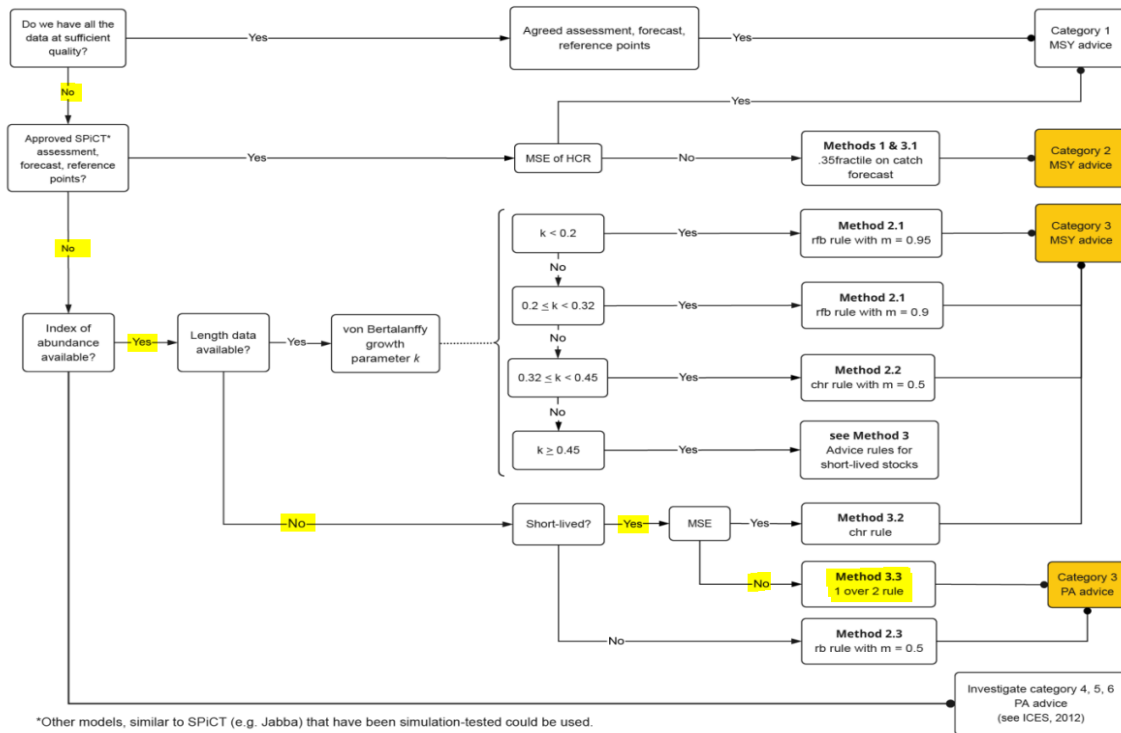 Do we have all the
data at sufficient
quality?
Yes
Agreed assessment, forecast,
reference points
Yes
Category 1
MSY advice
No
Yes
Approved SPiCT*
assessment,
forecast, reference
points?
Yes
MSE of HCR
No
Methods 1 & 3.1
.35fractile on catch
forecast
Category 2
MSY advice
No
k < 0.2
Yes
Method 2.1
rfb rule with m = 0.95
Category 3
MSY advice
No
Index of
abundance
available?
Yes
Length data
available?
Yes
von Bertalanffy
growth
parameter k
0.2 ≤ k < 0.32
Yes
Method 2.1
rfb rule with m = 0.9
No
0.32 ≤ k < 0.45
Yes
Method 2.2
chr rule with m = 0.5
No
k ≥ 0.45
Yes
see Method 3
Advice rules for
short-lived stocks
No
Short-lived?
Yes
MSE
Yes
Method 3.2
chr rule
No
Method 3.3
1 over 2 rule
Category 3
PA advice
No
Method 2.3
rb rule with m = 0.5
Investigate category 4, 5, 6
PA advice
(see ICES, 2012)
*Other models, similar to SPiCT (e.g. Jabba) that have been simulation-tested could be used.